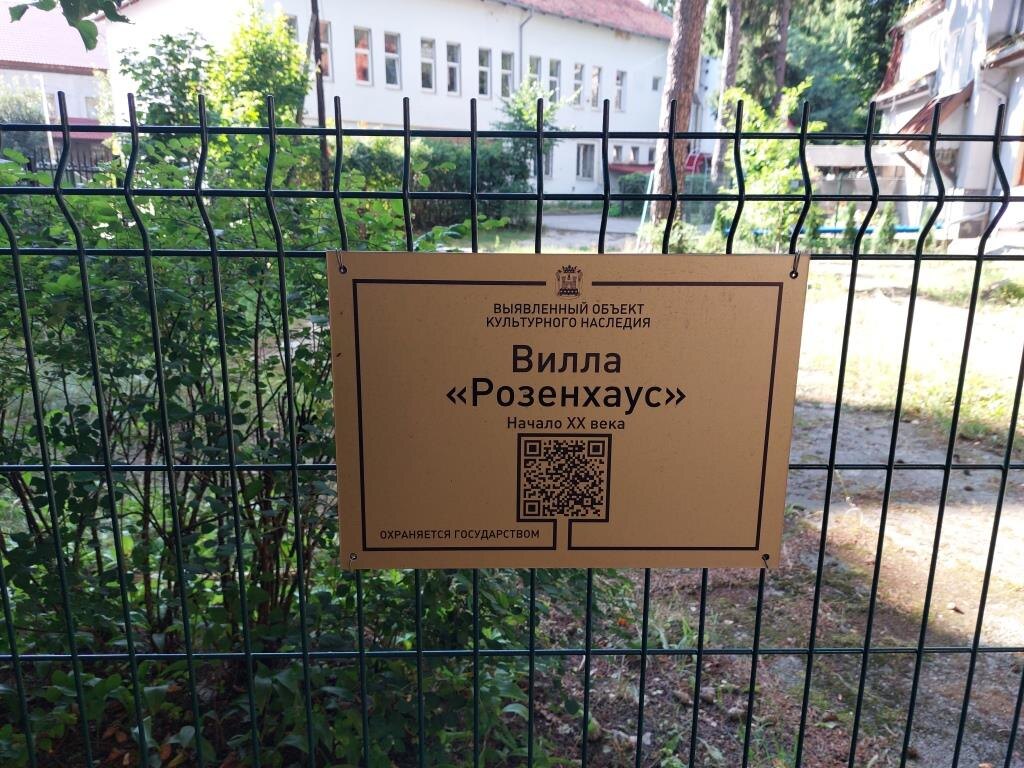 ВЫЯВЛЕННЫЙ ОБЪЕКТ
КУЛЬТУРНОГО НАСЛЕДИЯ
Вилла
«Розенхаус»
Начало XX века
ОХРАНЯЕТСЯ ГОСУДАРСТВОМ